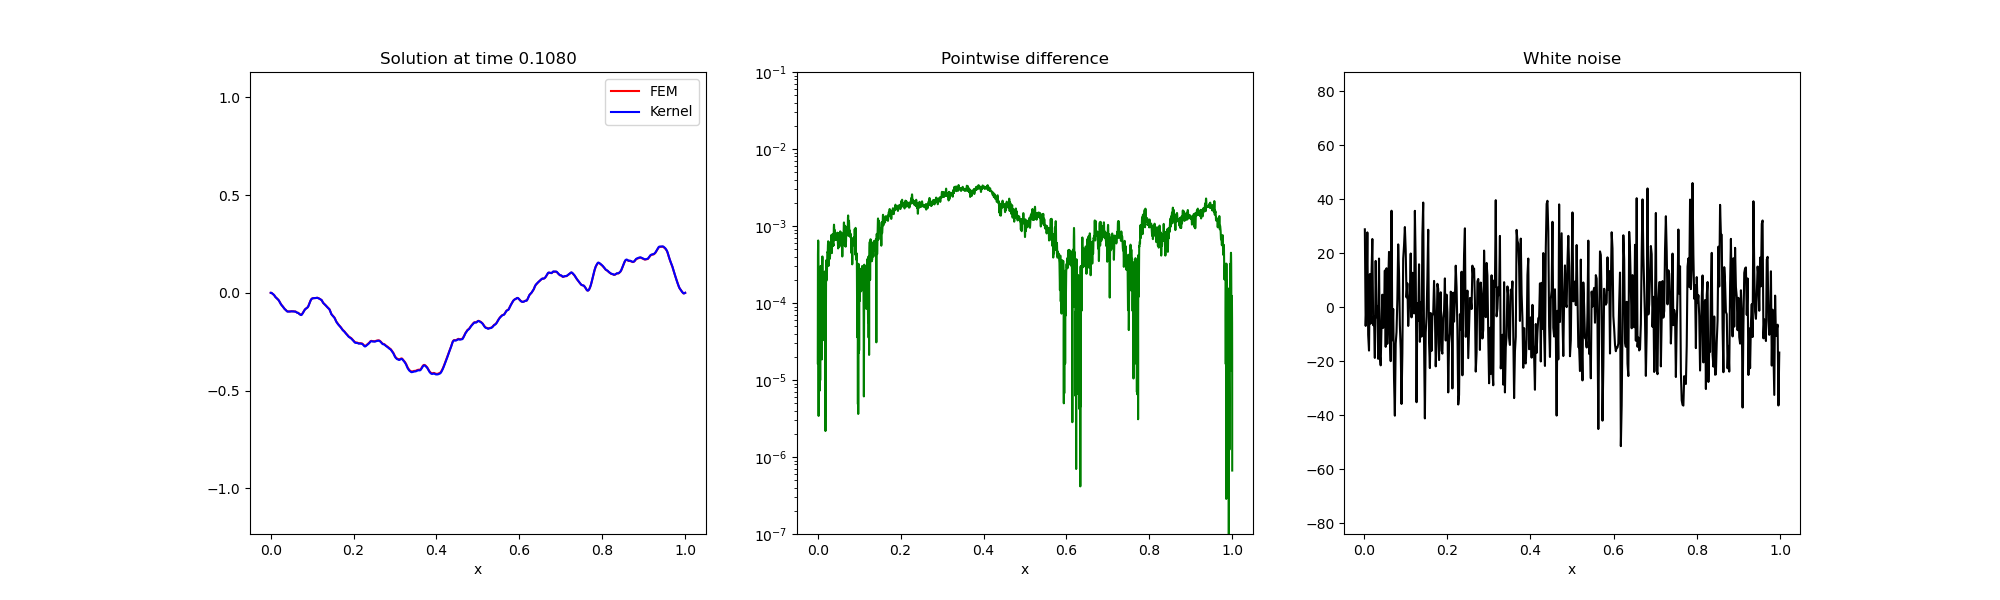 Solution at time 0.1080
1.0
0.5
0.0
−0.5
−1.0
FEM
Kernel
0.0 0.2 0.4 0.6 0.8 1.0
x
Pointwise difference
10⁻¹
10⁻²
10⁻³
10⁻⁴
10⁻⁵
10⁻⁶
10⁻⁷
0.0 0.2 0.4 0.6 0.8 1.0
x
White noise
80
60
40
20
0
−20
−40
−60
−80
0.0 0.2 0.4 0.6 0.8 1.0
x